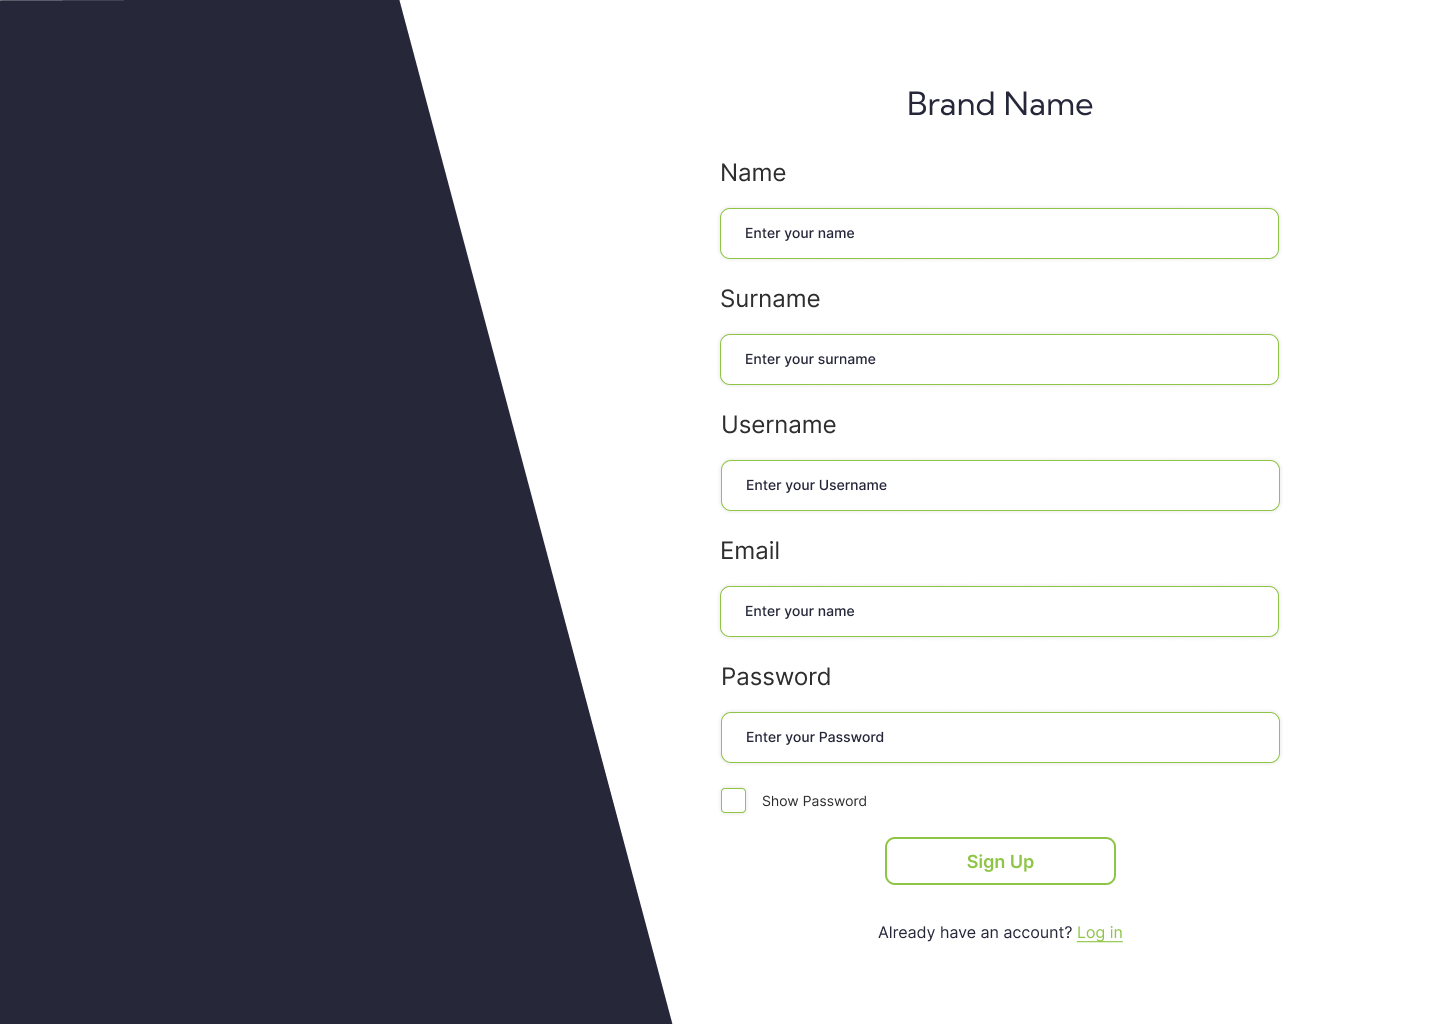 Brand Name
Name
Enter your name
Surname
Enter your surname
Username
Enter your Username
Email
Enter your name
Password
Enter your Password
Show Password
Sign Up
Already have an account? Log in